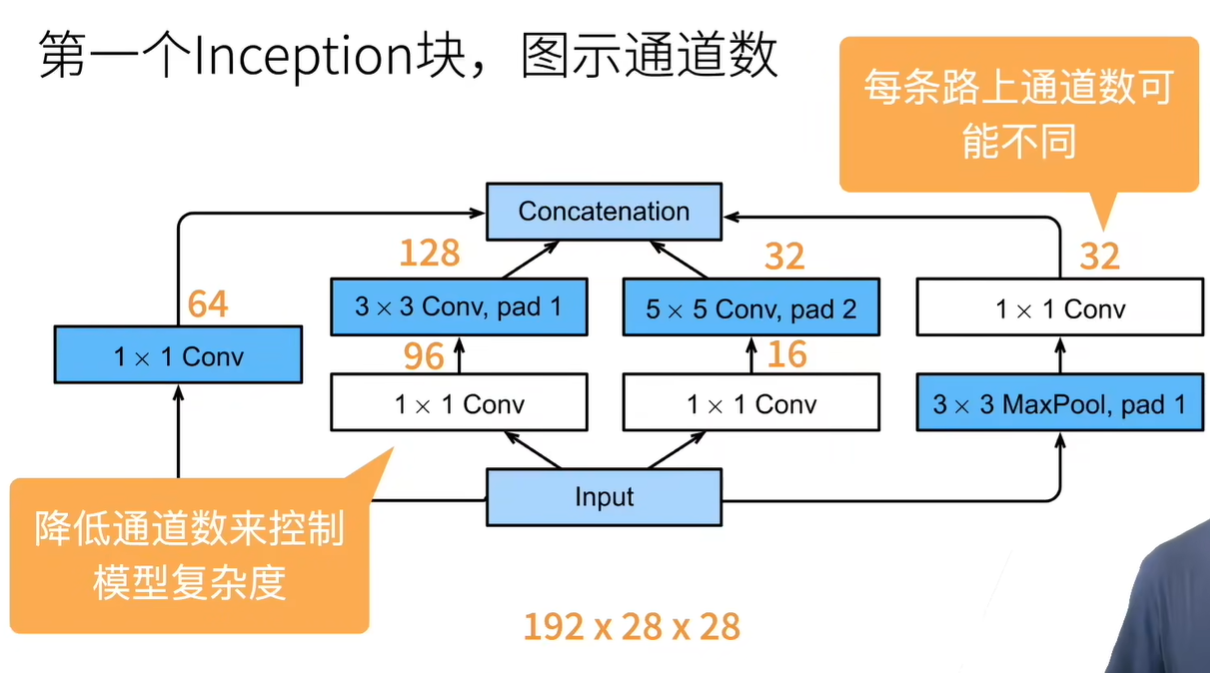 第一个Inception块，图示通道数
每条路上通道数可
能不同
Concatenation
128
32
32
64
3 × 3 Conv, pad 1
5 × 5 Conv, pad 2
1 × 1 Conv
1 × 1 Conv
96
16
1 × 1 Conv
1 × 1 Conv
3 × 3 MaxPool, pad 1
Input
降低通道数来控制
模型复杂度
192 x 28 x 28